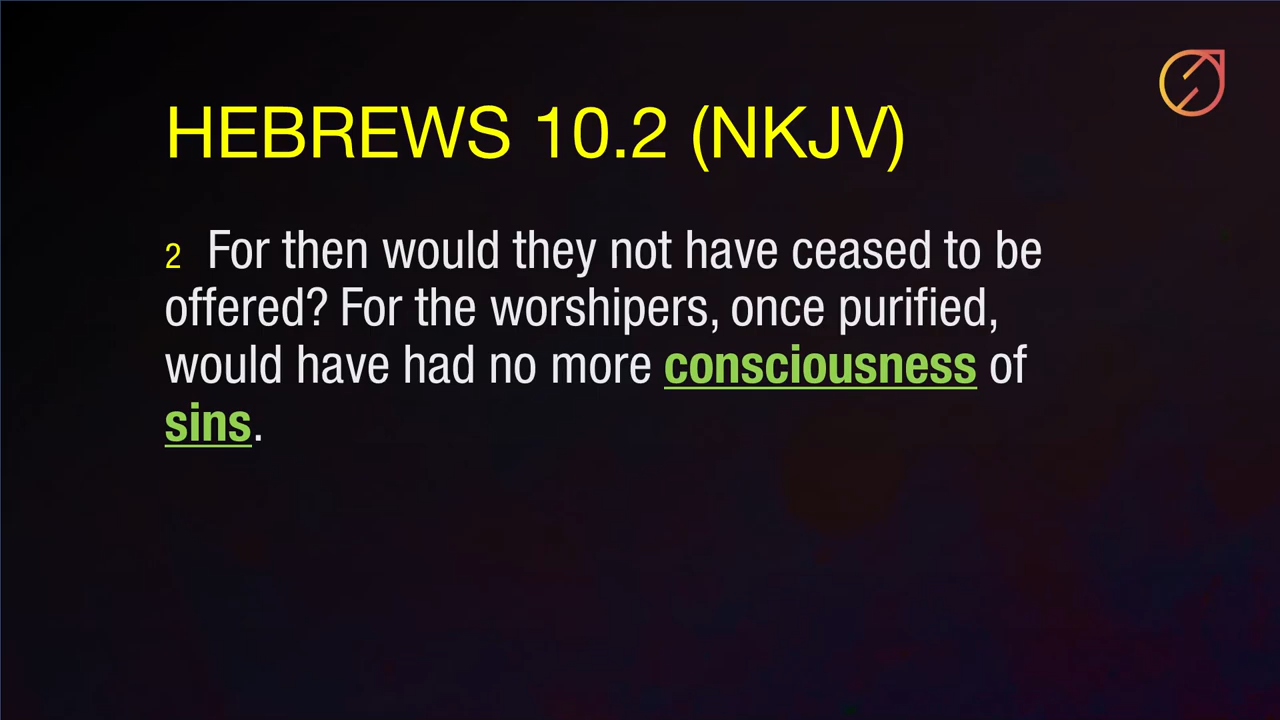 HEBREWS 10.2 (NKJV)
2 For then would they not have ceased to be
offered? For the worshipers, once purified,
would have had no more consciousness of
sins.